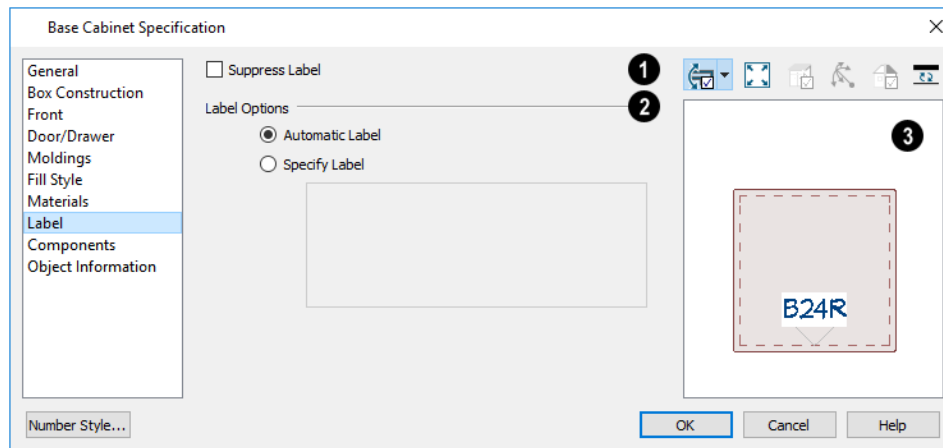 Base Cabinet Specification
General
Box Construction
Front
Door/Drawer
Moldings
Fill Style
Materials
Label
Components
Object Information
Suppress Label
1
Label Options
2
Automatic Label
Specify Label
3
B24R
Number Style...
OK
Cancel
Help